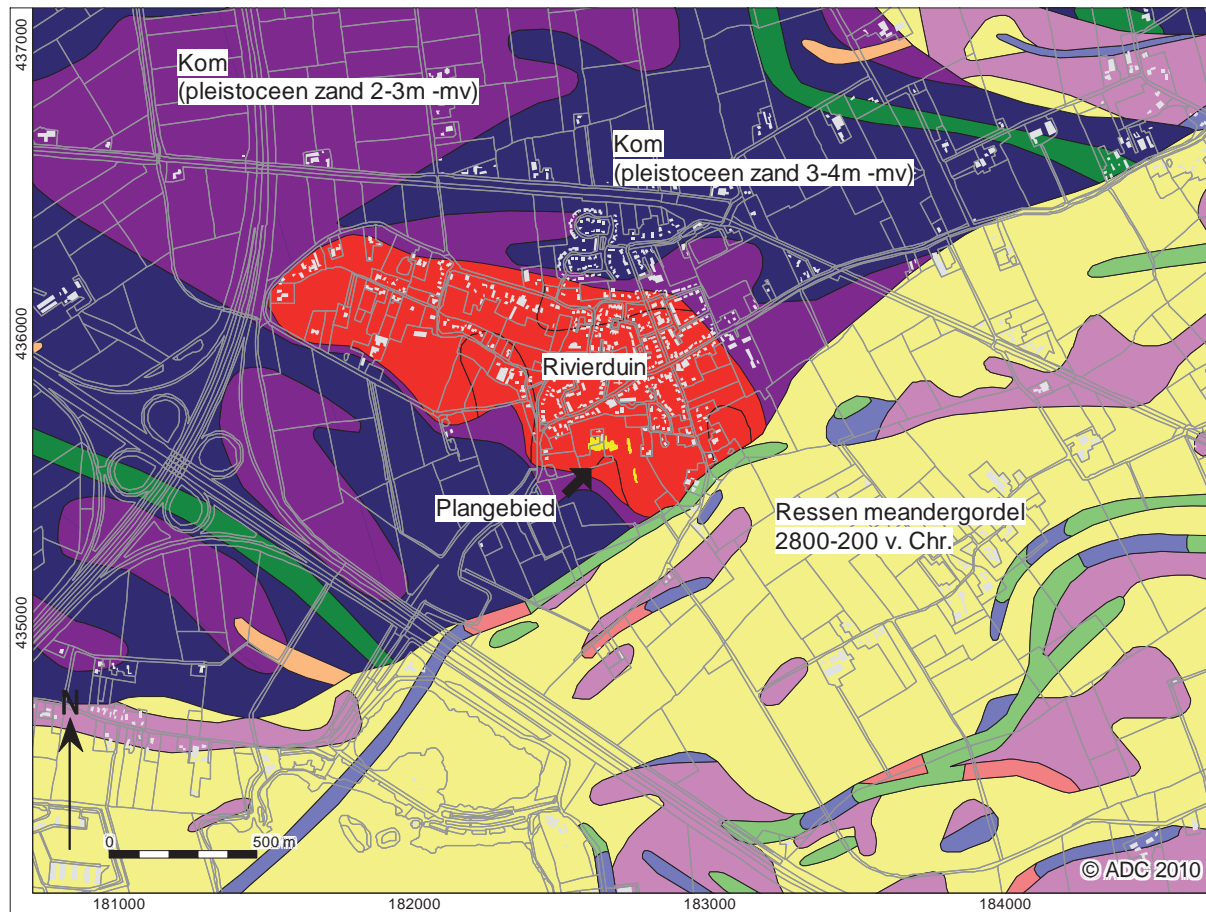 437000
Kom
(pleistoceen zand 2-3m -mv)
Kom
(pleistoceen zand 3-4m -mv)
436000
Rivierduin
Plangebied
Ressen meandergordel
2800-200 v. Chr.
435000
N
0 500 m
© ADC 2010
181000 182000 183000 184000